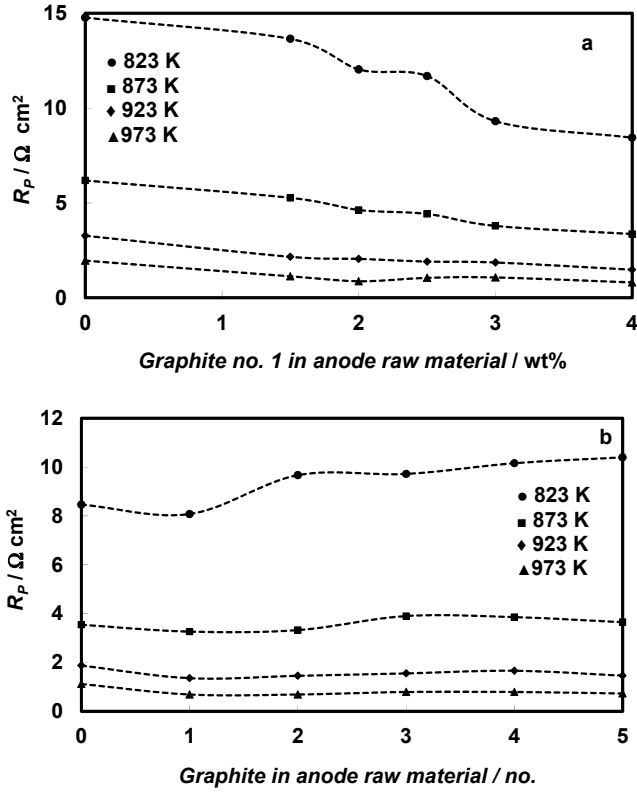 15
a
823 K
873 K
923 K
973 K
10
R_P / Ω cm²
5
0
0 1 2 3 4
Graphite no. 1 in anode raw material / wt%
12
b
10
823 K
873 K
923 K
973 K
8
R_P / Ω cm²
6
4
2
0
0 1 2 3 4 5
Graphite in anode raw material / no.